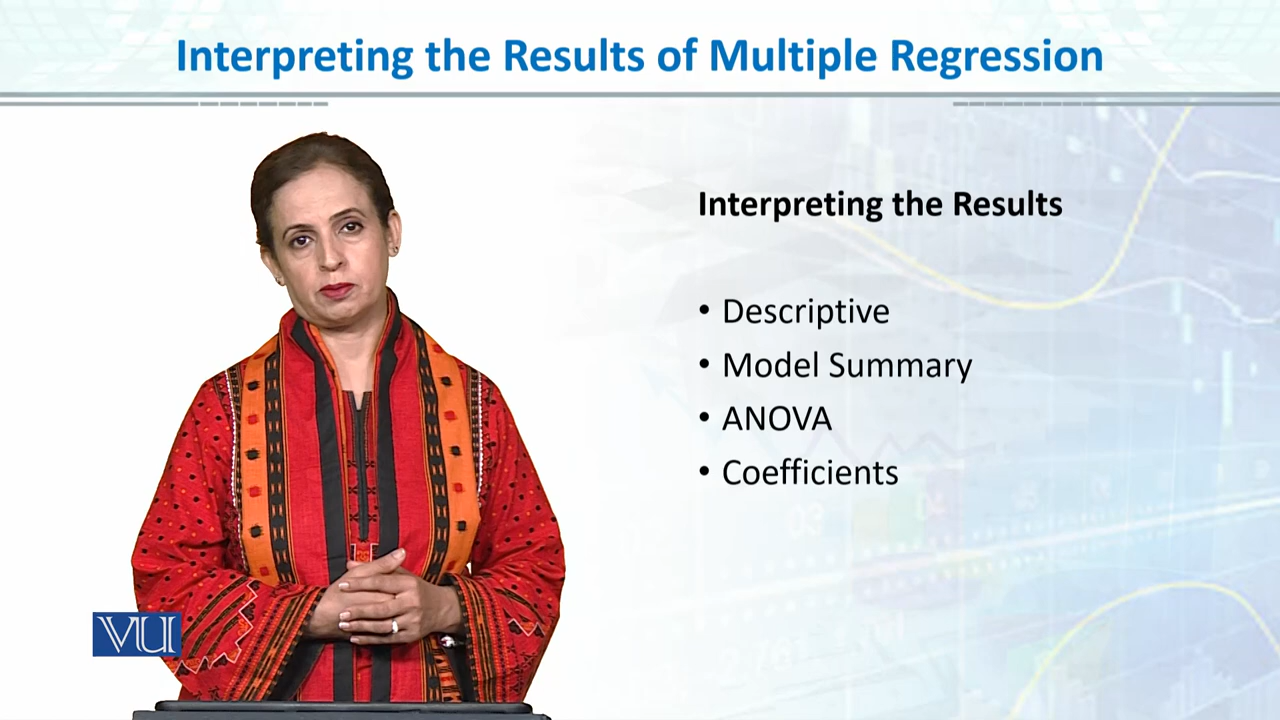 Interpreting the Results of Multiple Regression
Interpreting the Results
• Descriptive
• Model Summary
• ANOVA
• Coefficients
VU